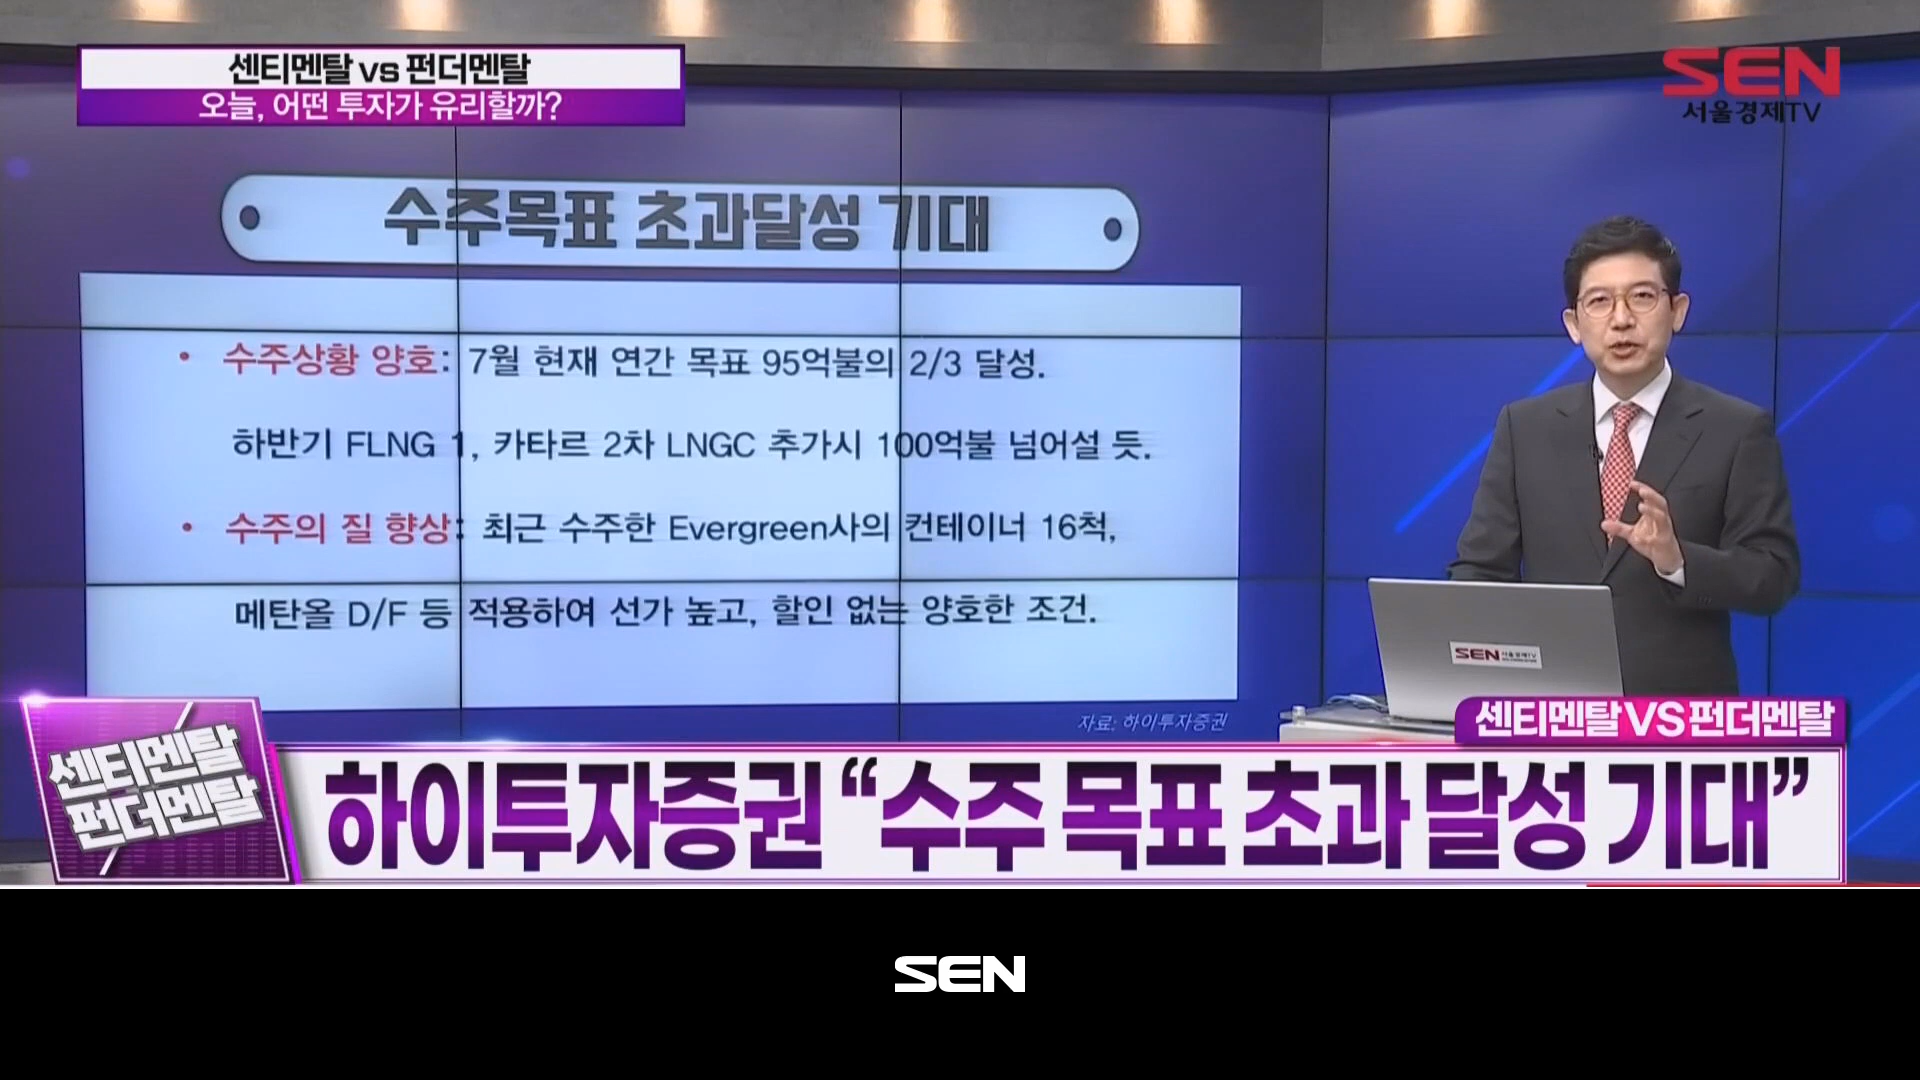 센티멘탈 vs 펀더멘탈
오늘, 어떤 투자가 유리할까?
SEN
서울경제TV
수주목표 초과달성 기대
• 수주상황 양호: 7월 현재 연간 목표 95억불의 2/3 달성.
하반기 FLNG 1, 카타르 2차 LNGC 추가시 100억불 넘어설 듯.
• 수주의 질 향상: 최근 수주한 Evergreen사의 컨테이너 16척,
메탄올 D/F 등 적용하여 선가 높고, 할인 없는 양호한 조건.
자료: 하이투자증권
SEN 서울경제TV
센티멘탈 VS 펀더멘탈
센티멘탈
펀더멘탈
하이투자증권 “수주 목표 초과 달성 기대”
SEN